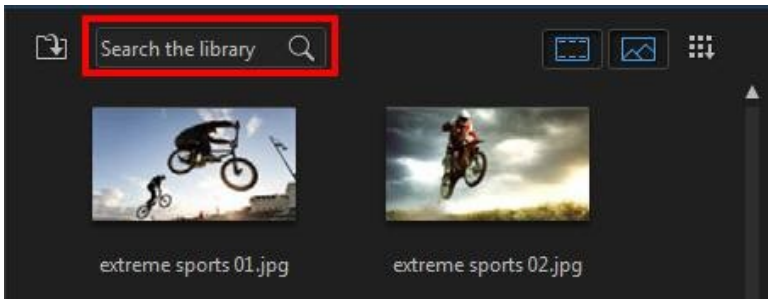 Search the library
extreme sports 01.jpg
extreme sports 02.jpg